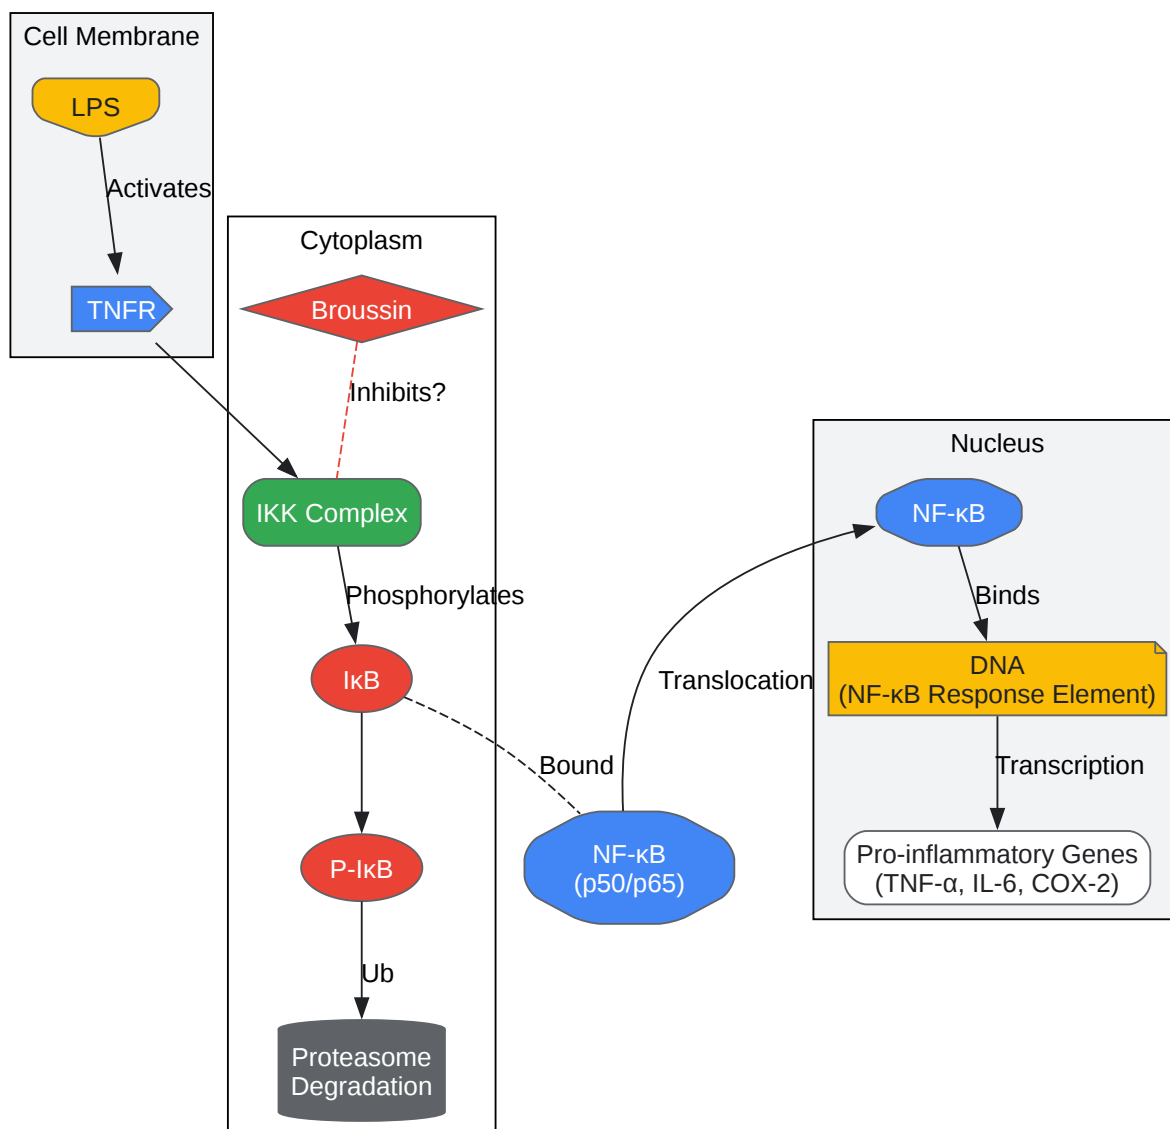 Cell Membrane
LPS
Activates
TNFR
Cytoplasm
Broussin
Inhibits?
IKK Complex
Phosphorylates
IκB
Bound
P-IκB
Ub
Proteasome
Degradation
NF-κB
(p50/p65)
Translocation
Nucleus
NF-κB
Binds
DNA
(NF-κB Response Element)
Transcription
Pro-inflammatory Genes
(TNF-α, IL-6, COX-2)